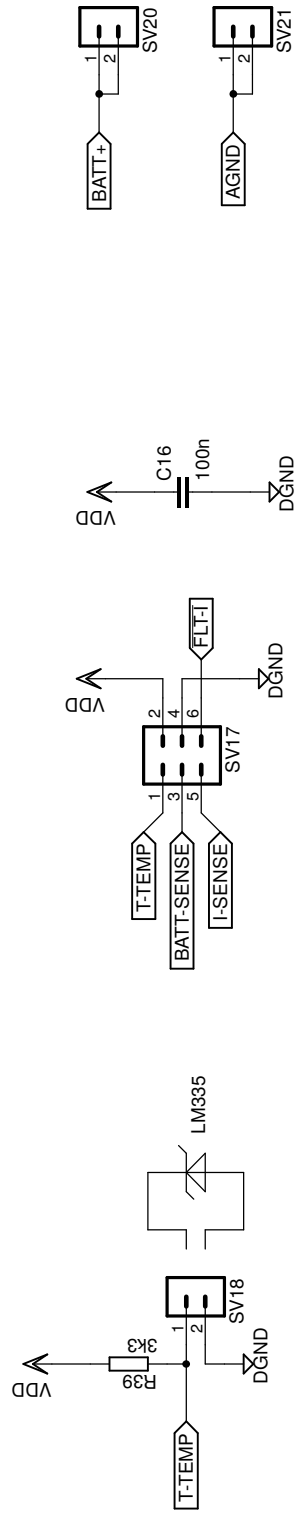 VDD
R39
3k3
T-TEMP
1
2
SV18
DGND
LM335
T-TEMP
BATT-SENSE
I-SENSE
1
3
5
2
4
6
SV17
VDD
FLT-I
DGND
VDD
C16
100n
DGND
BATT+
1
2
SV20
AGND
1
2
SV21